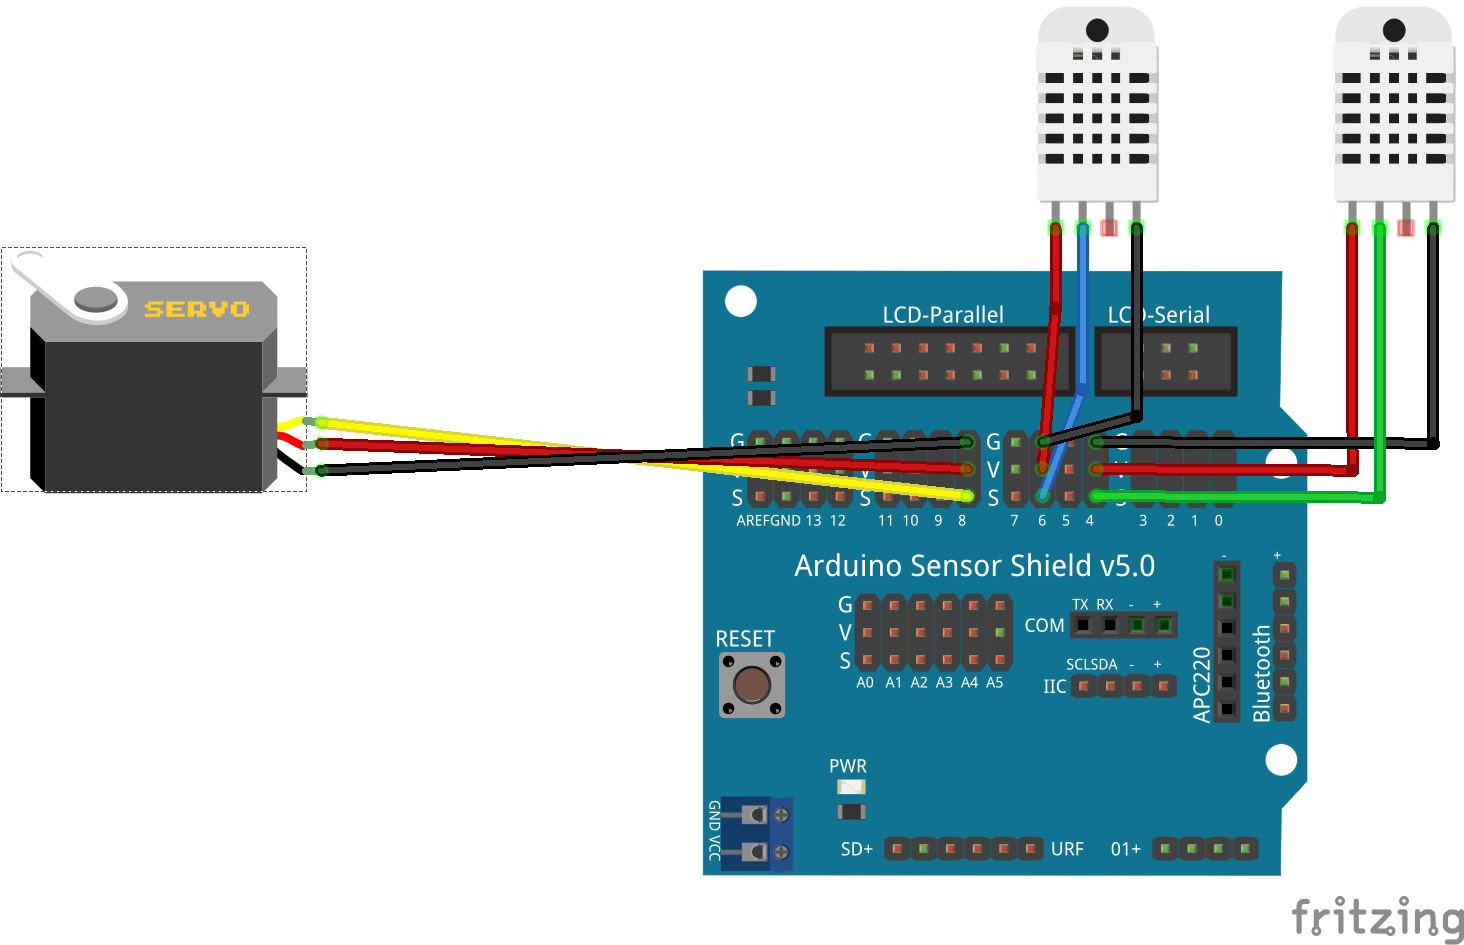 SERVO
LCD-Parallel
LCD-Serial
G G G
V V
S S S S
AREF GND 13 12 11 10 9 8 7 6 5 4 3 2 1 0
Arduino Sensor Shield v5.0
- +
G
V
S
A0 A1 A2 A3 A4 A5
TX RX - +
COM
SCL SDA - +
IIC
APC220
Bluetooth
RESET
PWR
GND VCC
SD+ URF 01+
fritzing